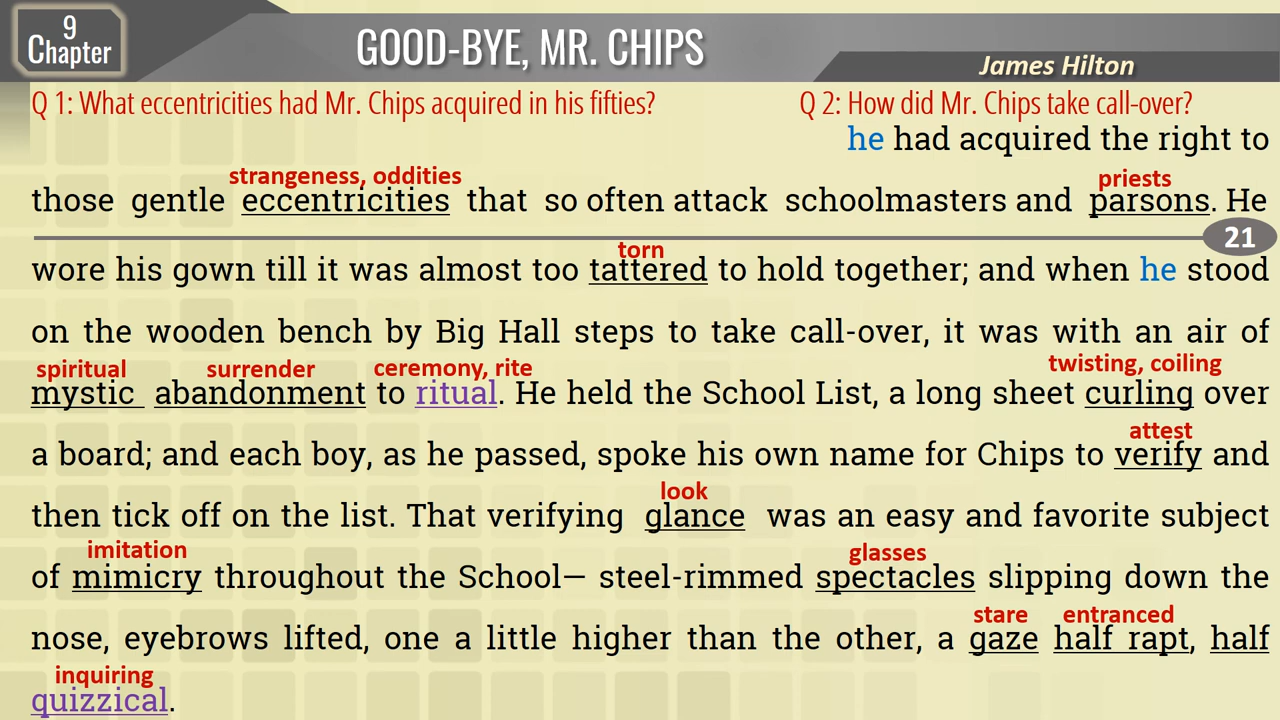 9
Chapter
GOOD-BYE, MR. CHIPS
James Hilton
Q 1: What eccentricities had Mr. Chips acquired in his fifties?
Q 2: How did Mr. Chips take call-over?
he had acquired the right to
strangeness, oddities
priests
those gentle eccentricities that so often attack schoolmasters and parsons. He
21
torn
wore his gown till it was almost too tattered to hold together; and when he stood
on the wooden bench by Big Hall steps to take call-over, it was with an air of
spiritual surrender ceremony, rite twisting, coiling
mystic abandonment to ritual. He held the School List, a long sheet curling over
attest
a board; and each boy, as he passed, spoke his own name for Chips to verify and
look
then tick off on the list. That verifying glance was an easy and favorite subject
imitation glasses
of mimicry throughout the School— steel-rimmed spectacles slipping down the
stare entranced
nose, eyebrows lifted, one a little higher than the other, a gaze half rapt, half
inquiring
quizzical.